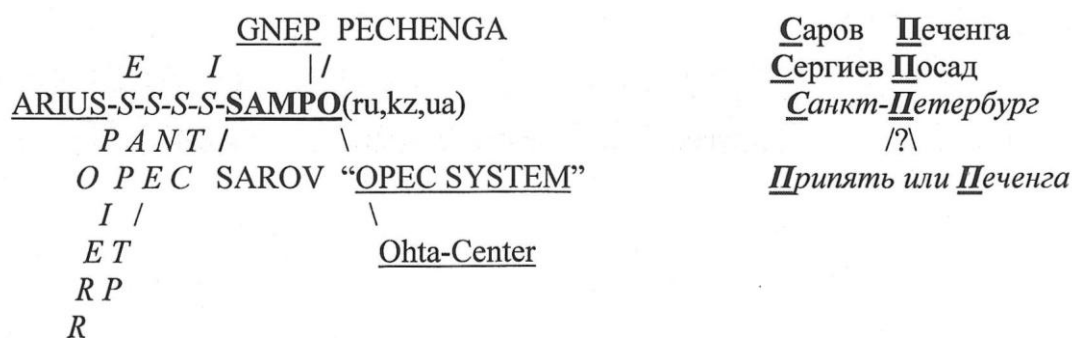 GNEP PECHENGA Саров Печенга
E I |/ Сергиев Посад
ARIUS-S-S-S-S-SAMPO(ru,kz,ua) Санкт-Петербург
P A N T / \ /?\
O P E C SAROV “OPEC SYSTEM” Припять или Печенга
I / \
E T Ohta-Center
R P
R